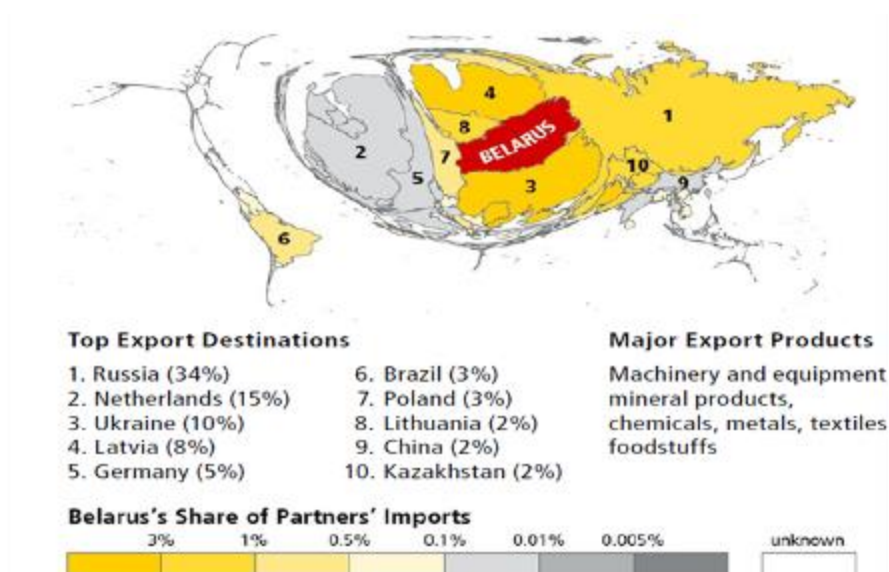 4
1
8
BELARUS
2
7
10
5
3
9
6
Top Export Destinations
1. Russia (34%)
2. Netherlands (15%)
3. Ukraine (10%)
4. Latvia (8%)
5. Germany (5%)
6. Brazil (3%)
7. Poland (3%)
8. Lithuania (2%)
9. China (2%)
10. Kazakhstan (2%)
Major Export Products
Machinery and equipment
mineral products,
chemicals, metals, textiles
foodstuffs
Belarus's Share of Partners' Imports
3% 1% 0.5% 0.1% 0.01% 0.005% unknown